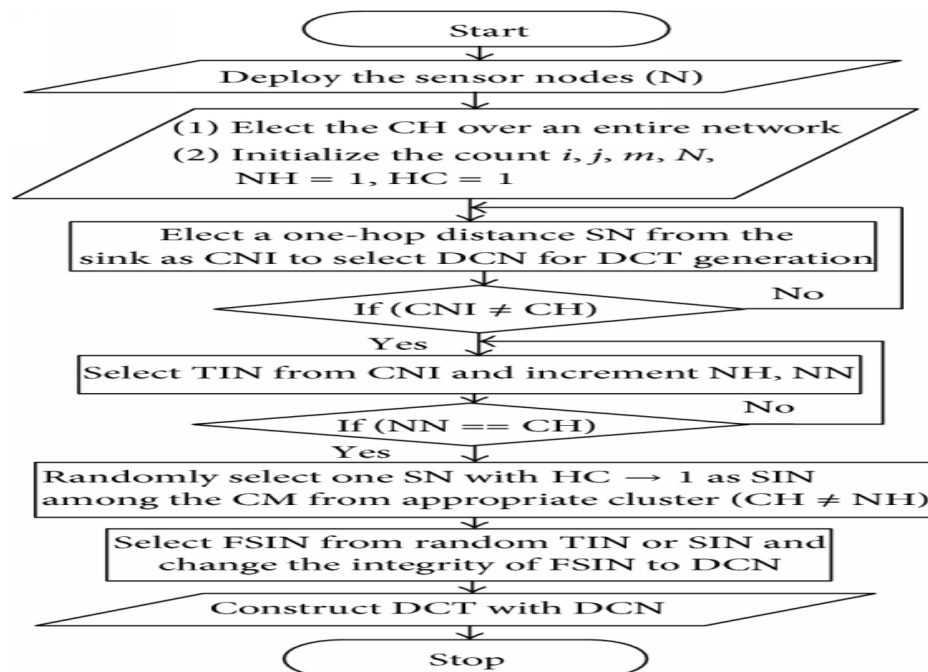 Start
Deploy the sensor nodes (N)
(1) Elect the CH over an entire network
(2) Initialize the count i, j, m, N,
NH = 1, HC = 1
Elect a one-hop distance SN from the
sink as CNI to select DCN for DCT generation
If (CNI ≠ CH)
No
Yes
Select TIN from CNI and increment NH, NN
If (NN == CH)
No
Yes
Randomly select one SN with HC → 1 as SIN
among the CM from appropriate cluster (CH ≠ NH)
Select FSIN from random TIN or SIN and
change the integrity of FSIN to DCN
Construct DCT with DCN
Stop